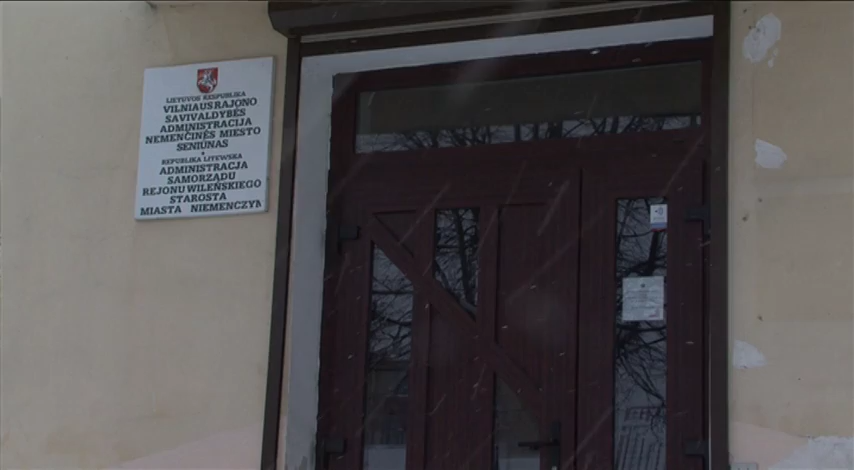 LIETUVOS RESPUBLIKA
VILNIAUS RAJONO
SAVIVALDYBĖS
ADMINISTRACIJA
NEMENČINĖS MIESTO
SENIŪNAS
REPUBLIKA LITEWSKA
ADMINISTRACJA
SAMORZĄDU
REJONU WILEŃSKIEGO
STAROSTA
MIASTA NIEMENCZYN